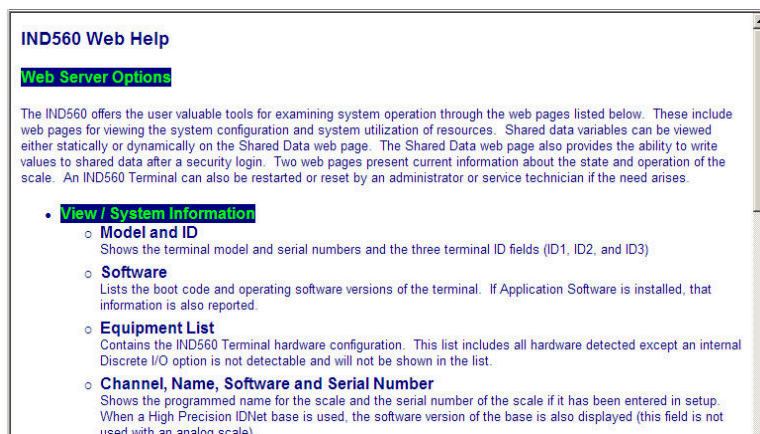 IND560 Web Help
Web Server Options
The IND560 offers the user valuable tools for examining system operation through the web pages listed below. These include
web pages for viewing the system configuration and system utilization of resources. Shared data variables can be viewed
either statically or dynamically on the Shared Data web page. The Shared Data web page also provides the ability to write
values to shared data after a security login. Two web pages present current information about the state and operation of the
scale. An IND560 Terminal can also be restarted or reset by an administrator or service technician if the need arises.
• View / System Information
o Model and ID
Shows the terminal model and serial numbers and the three terminal ID fields (ID1, ID2, and ID3)
o Software
Lists the boot code and operating software versions of the terminal. If Application Software is installed, that
information is also reported.
o Equipment List
Contains the IND560 Terminal hardware configuration. This list includes all hardware detected except an internal
Discrete I/O option is not detectable and will not be shown in the list.
o Channel, Name, Software and Serial Number
Shows the programmed name for the scale and the serial number of the scale if it has been entered in setup.
When a High Precision IDNet base is used, the software version of the base is also displayed (this field is not
used with an analog scale)